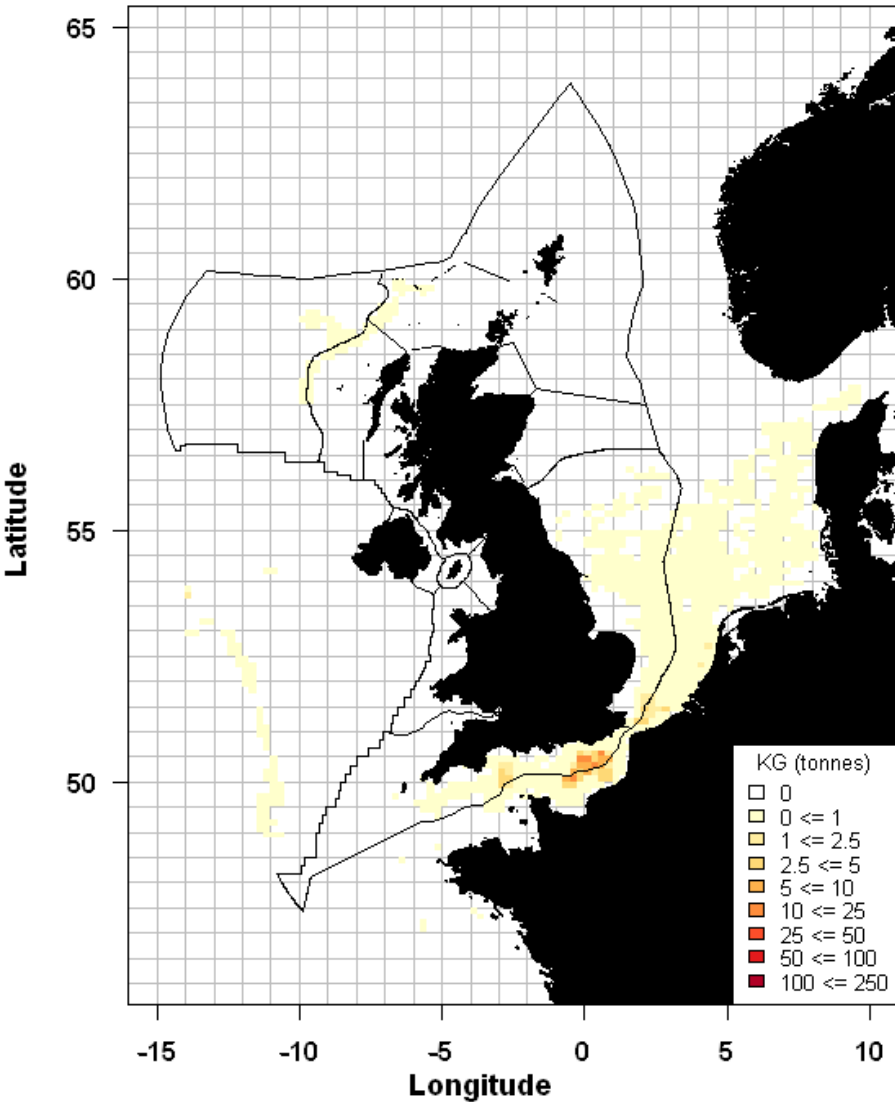 65
60
55
50
Latitude
KG (tonnes)
0
0 <= 1
1 <= 2.5
2.5 <= 5
5 <= 10
10 <= 25
25 <= 50
50 <= 100
100 <= 250
-15 -10 -5 0 5 10
Longitude